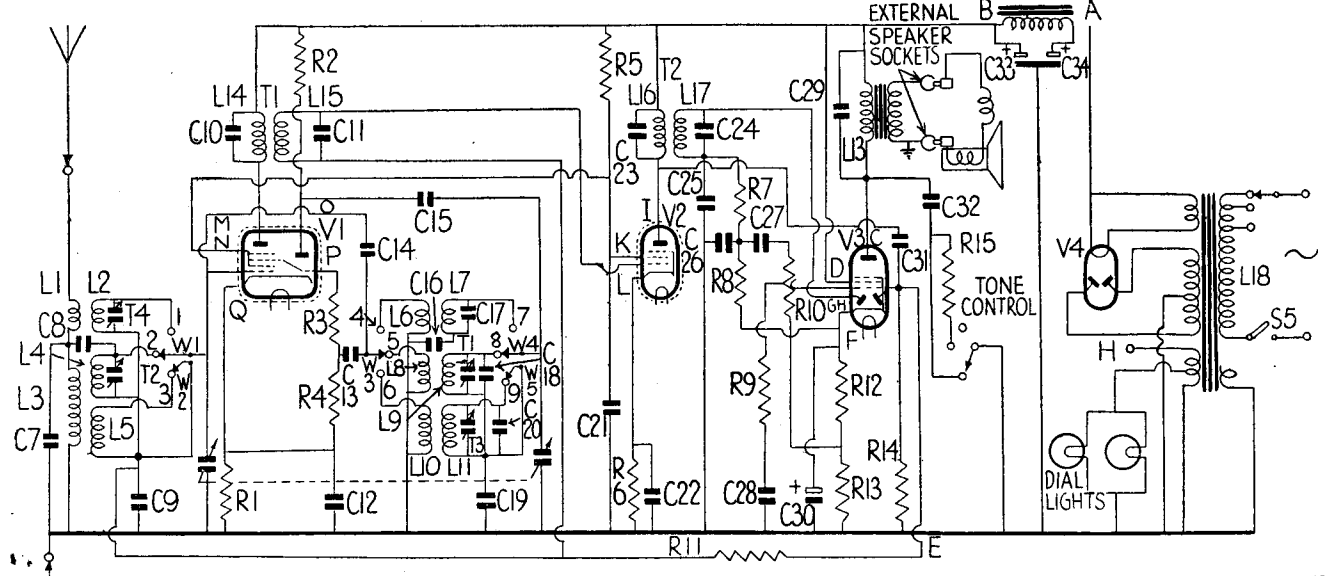 EXTERNAL
SPEAKER
SOCKETS
B
A
C33
+
+
C34
R2
R5
T2
L14
T1
L15
L16
L17
C29
C10
C11
C
23
C24
L13
C25
R7
C27
C32
M
N
O
V1
P
Q
C15
C14
I
V2
K
L
C
26
R8
V3
C
D
C31
R15
TONE
CONTROL
V4
L18
S5
H
L1
L2
C8
T4
1
2
W1
L4
T2
3
W
2
L3
L5
C7
C9
R1
R3
R4
C
13
C12
C16
L7
L6
C17
4
5
W
3
6
L8
7
8
W4
T1
C
18
W
5
9
C
20
L9
T3
L10
L11
C19
C21
R
6
C22
R10
GH
F
R9
R12
C28
+
C30
R13
R14
DIAL
LIGHTS
R11
E